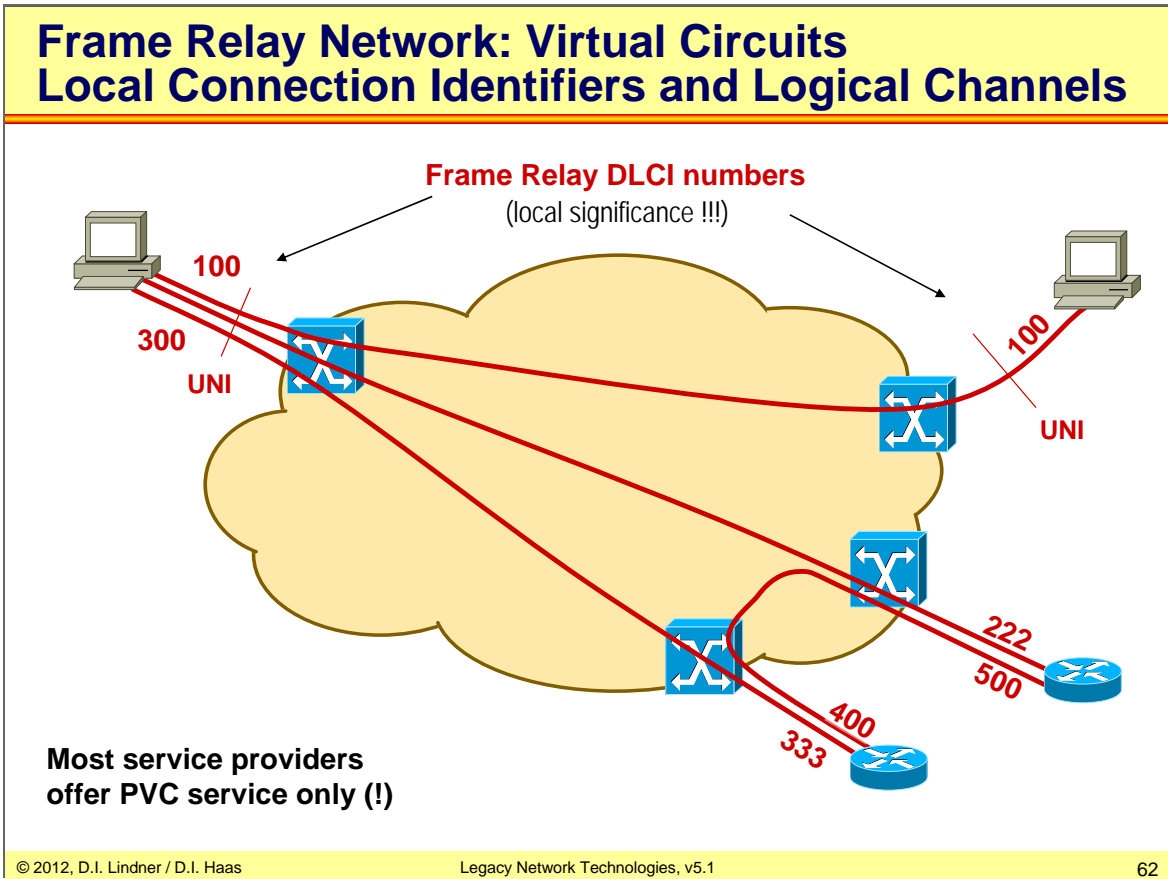 Frame Relay Network: Virtual Circuits
Local Connection Identifiers and Logical Channels
Frame Relay DLCI numbers
(local significance !!!)
100
300
UNI
100
UNI
222
500
400
333
Most service providers
offer PVC service only (!)
© 2012, D.I. Lindner / D.I. Haas
Legacy Network Technologies, v5.1
62